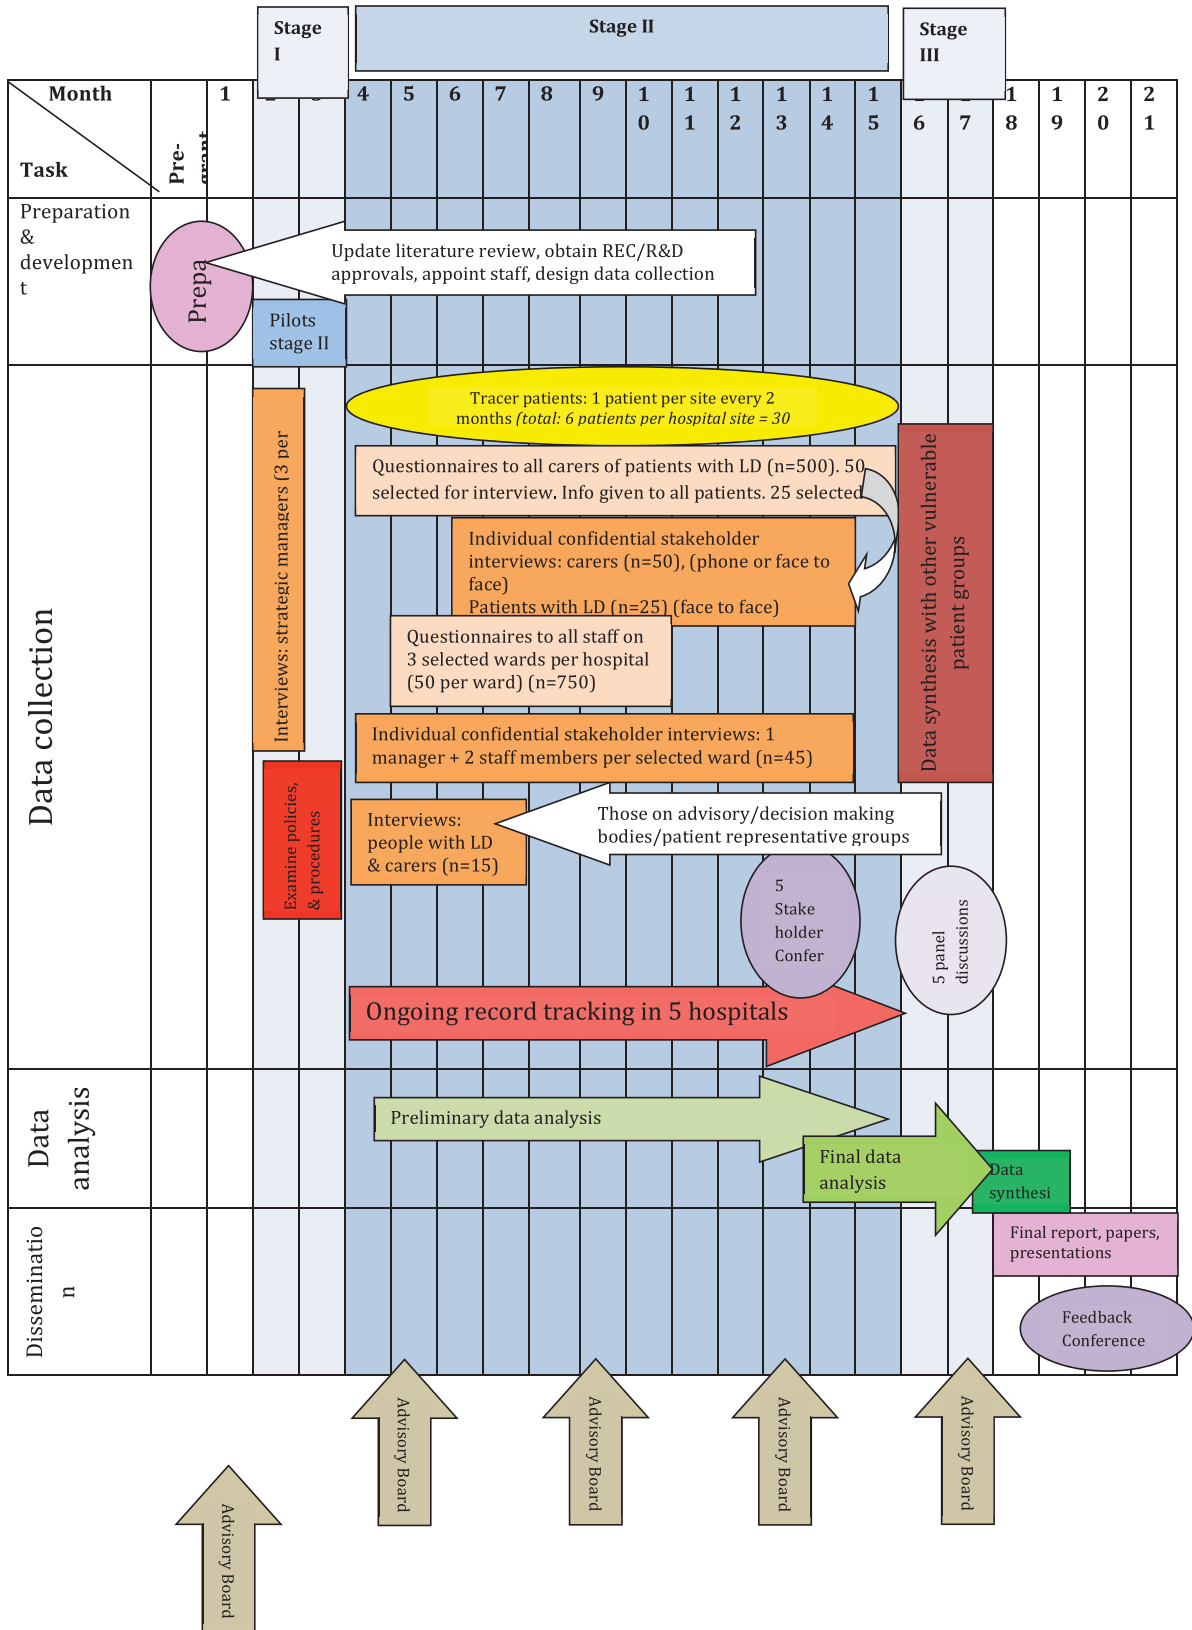 Stage
I
Stage II
Stage
III
Month
Task
Pre-
1
4
5
6
7
8
9
1
0
1
1
1
2
1
3
1
4
1
5
6
7
1
8
1
9
2
0
2
1
Preparation
&
developmen
t
Prepa
Update literature review, obtain REC/R&D
approvals, appoint staff, design data collection
Pilots
stage II
Data collection
Interviews: strategic managers (3 per
Examine policies,
& procedures
Tracer patients: 1 patient per site every 2
months (total: 6 patients per hospital site = 30
Questionnaires to all carers of patients with LD (n=500). 50
selected for interview. Info given to all patients. 25 selected
Individual confidential stakeholder
interviews: carers (n=50), (phone or face to
face)
Patients with LD (n=25) (face to face)
Questionnaires to all staff on
3 selected wards per hospital
(50 per ward) (n=750)
Individual confidential stakeholder interviews: 1
manager + 2 staff members per selected ward (n=45)
Interviews:
people with LD
& carers (n=15)
Those on advisory/decision making
bodies/patient representative groups
5
Stake
holder
Confer
Data synthesis with other vulnerable
patient groups
5 panel
discussions
Ongoing record tracking in 5 hospitals
Data
analysis
Preliminary data analysis
Final data
analysis
Data
synthesi
Disseminatio
n
Final report, papers,
presentations
Feedback
Conference
Advisory Board
Advisory Board
Advisory Board
Advisory Board
Advisory Board